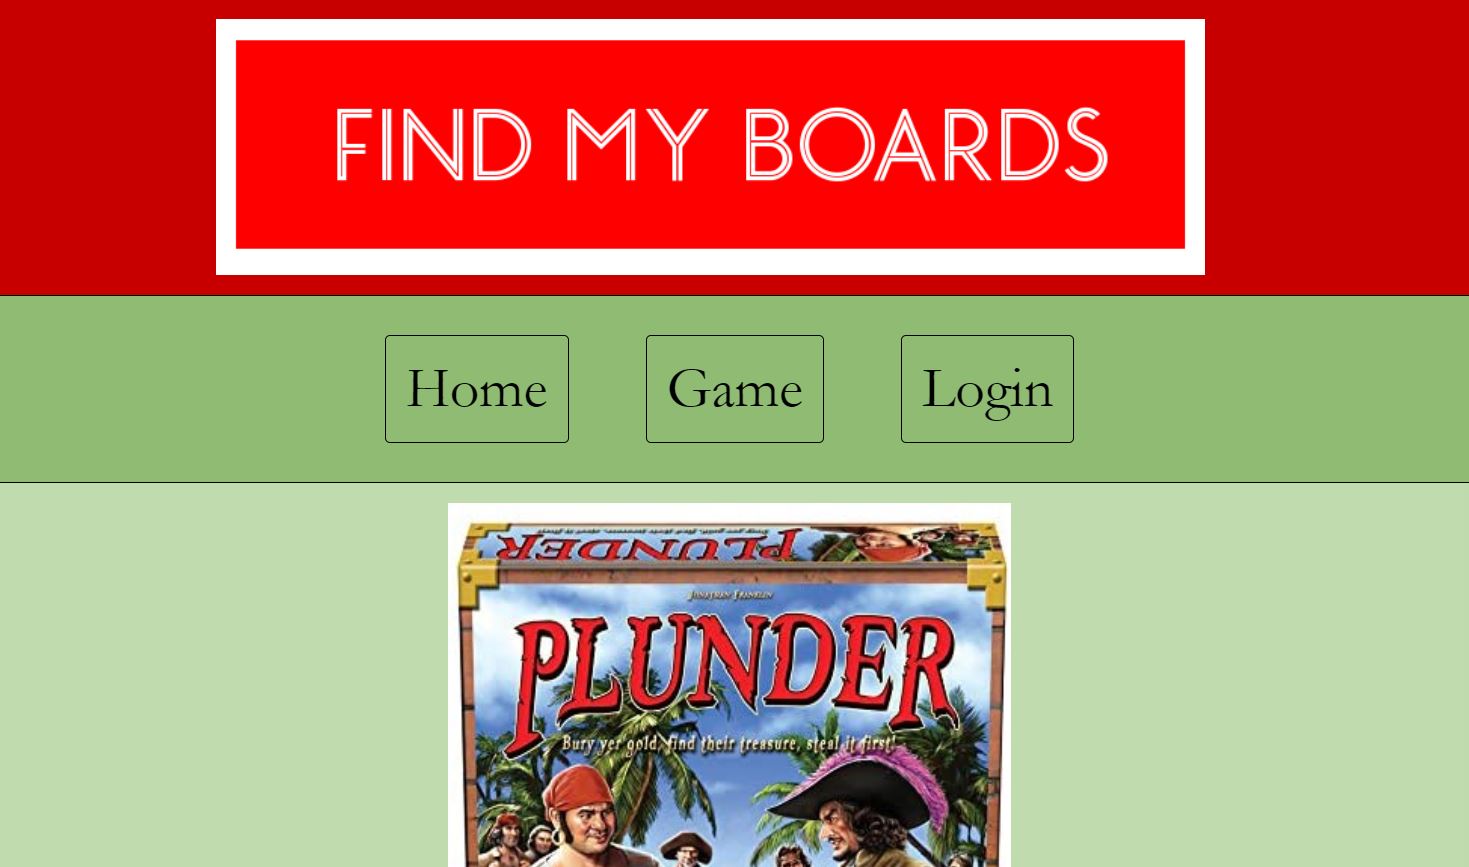 FIND MY BOARDS
Home
Game
Login
PLUNDER
JONATHAN FRANKLIN
PLUNDER
Bury yer gold, find their treasure, steal it first!